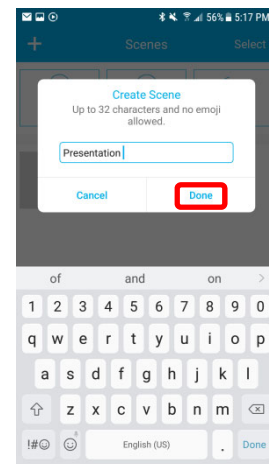 56% 5:17 PM
+ Scenes Select
Create Scene
Up to 32 characters and no emoji
allowed.
Presentation
Cancel Done
of and on >
1 2 3 4 5 6 7 8 9 0
q w e r t y u i o p
a s d f g h j k l
z x c v b n m
!#☺ English (US) . Done